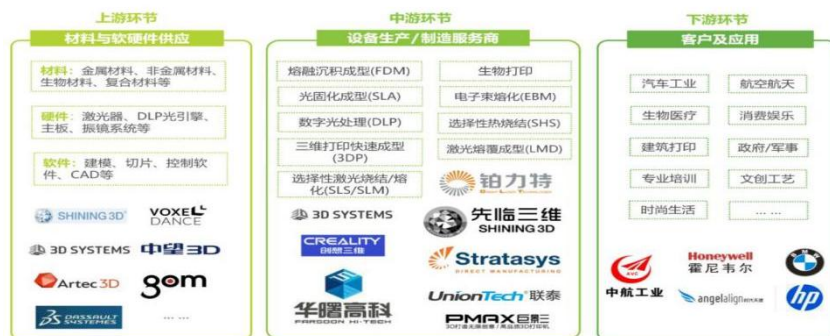 上游环节
材料与软硬件供应
材料：金属材料、非金属材料、
生物材料、复合材料等
硬件：激光器、DLP光引擎、
主板、振镜系统等
软件：建模、切片、控制软
件、CAD等
SHINING 3D
VOXEL
DANCE
3D SYSTEMS
中望3D
Artec 3D
gom
DASSAULT
SYSTEMES
... ...
中游环节
设备生产/制造服务商
熔融沉积成型(FDM)
生物打印
光固化成型(SLA)
电子束熔化(EBM)
数字光处理(DLP)
选择性热烧结(SHS)
三维打印快速成型
(3DP)
激光熔覆成型(LMD)
选择性激光烧结/熔
化(SLS/SLM)
铂力特
BRIGHT LASER TECHNOLOGIES
3D SYSTEMS
先临三维
SHINING 3D
CREALITY
创想三维
Stratasys
DIRECT MANUFACTURING
华曙高科
FARSOON HI-TECH
UnionTech 联泰
PMAX 巨影
下游环节
客户及应用
汽车工业
航空航天
生物医疗
消费娱乐
建筑打印
政府/军事
专业培训
文创工艺
时尚生活
... ...
AVIC
中航工业
Honeywell
霍尼韦尔
BMW
angelalign
hp